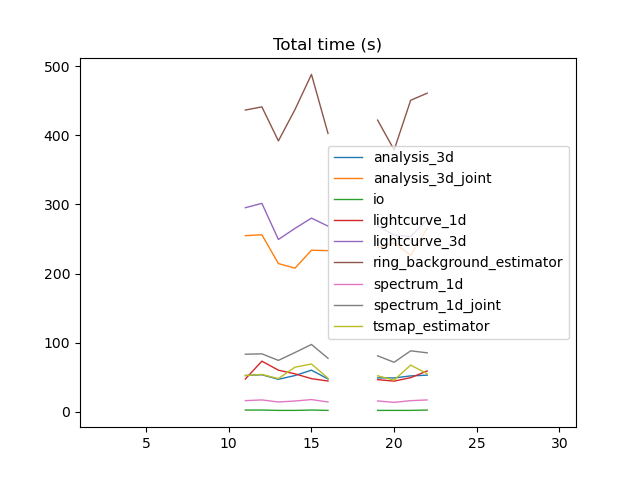 Total time (s)
500
400
300
200
100
0
analysis_3d
analysis_3d_joint
io
lightcurve_1d
lightcurve_3d
ring_background_estimator
spectrum_1d
spectrum_1d_joint
tsmap_estimator
5 10 15 20 25 30